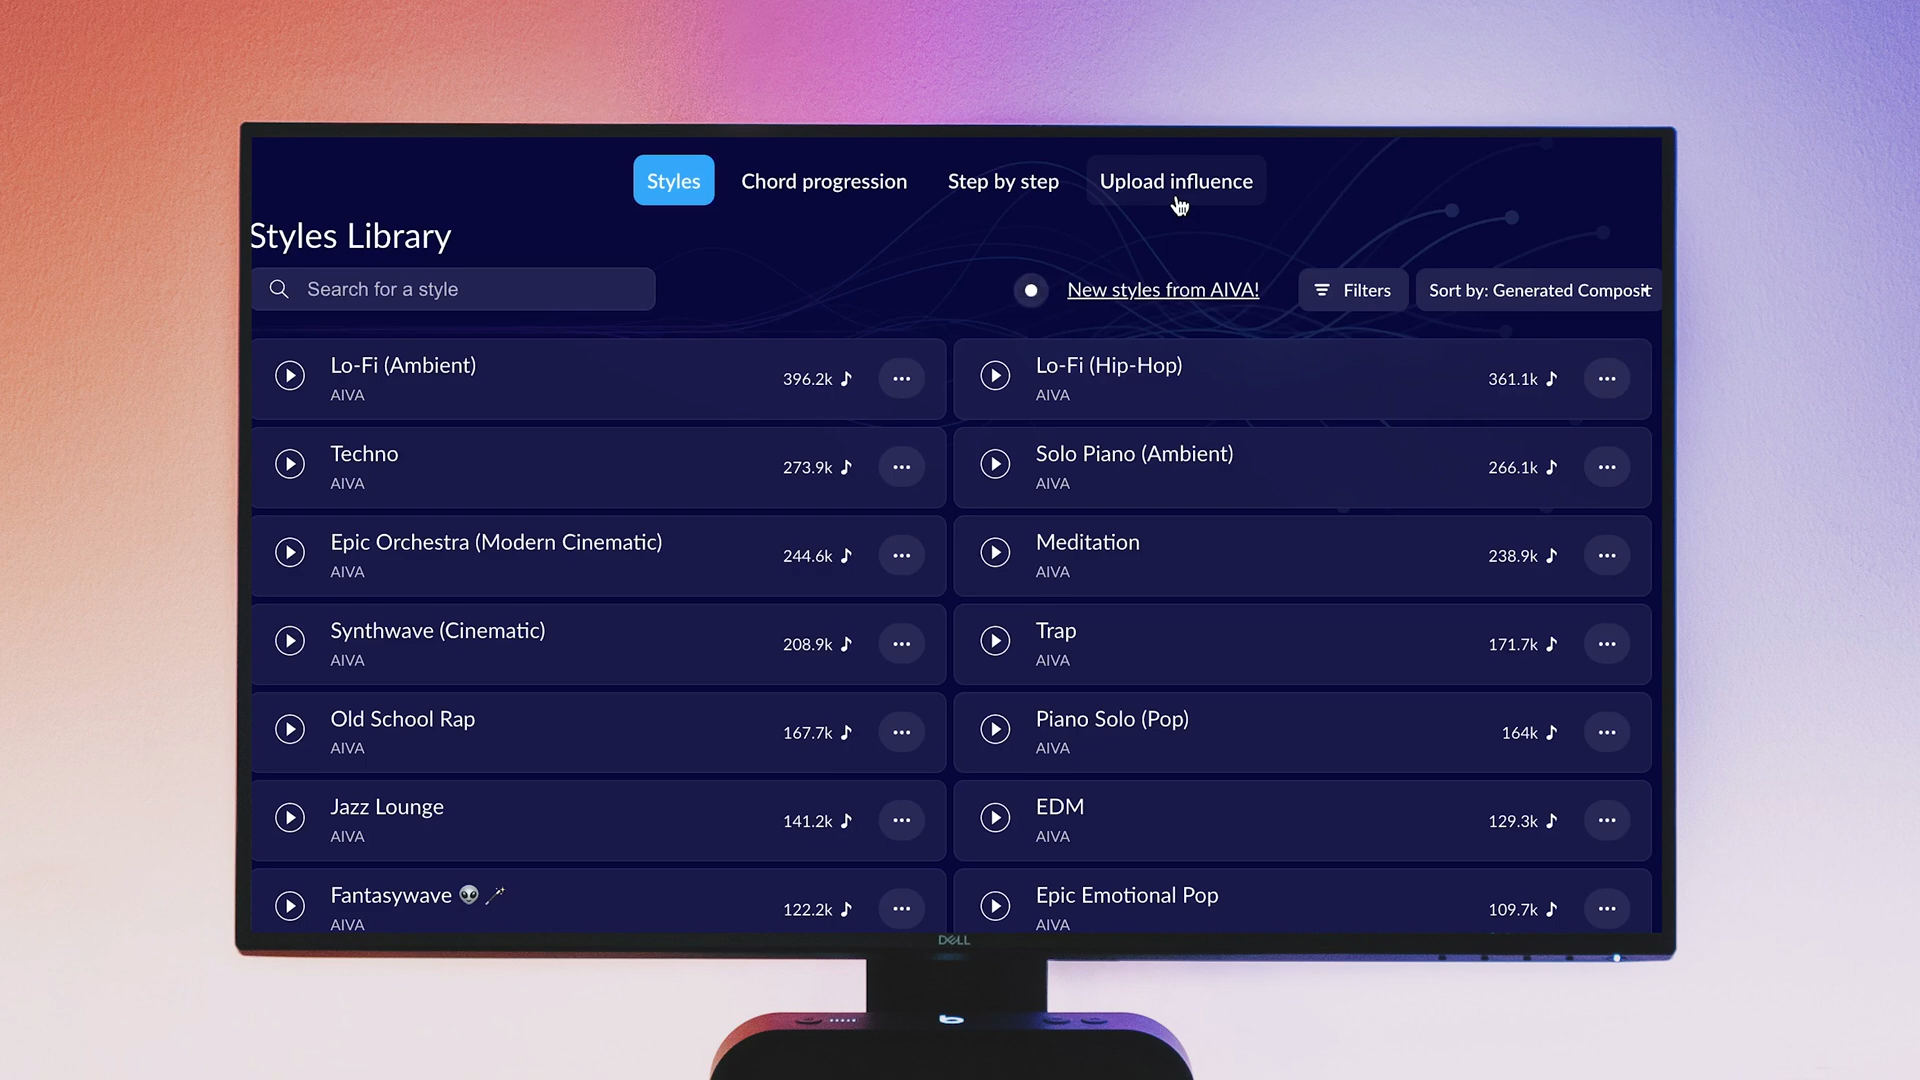 Styles Chord progression Step by step Upload influence
Styles Library
Search for a style
New styles from AIVA!
Filters
Sort by: Generated Composit
Lo-Fi (Ambient)
AIVA
396.2k
Lo-Fi (Hip-Hop)
AIVA
361.1k
Techno
AIVA
273.9k
Solo Piano (Ambient)
AIVA
266.1k
Epic Orchestra (Modern Cinematic)
AIVA
244.6k
Meditation
AIVA
238.9k
Synthwave (Cinematic)
AIVA
208.9k
Trap
AIVA
171.7k
Old School Rap
AIVA
167.7k
Piano Solo (Pop)
AIVA
164k
Jazz Lounge
AIVA
141.2k
EDM
AIVA
129.3k
Fantasywave 👽 🪄
AIVA
122.2k
Epic Emotional Pop
AIVA
109.7k
DELL